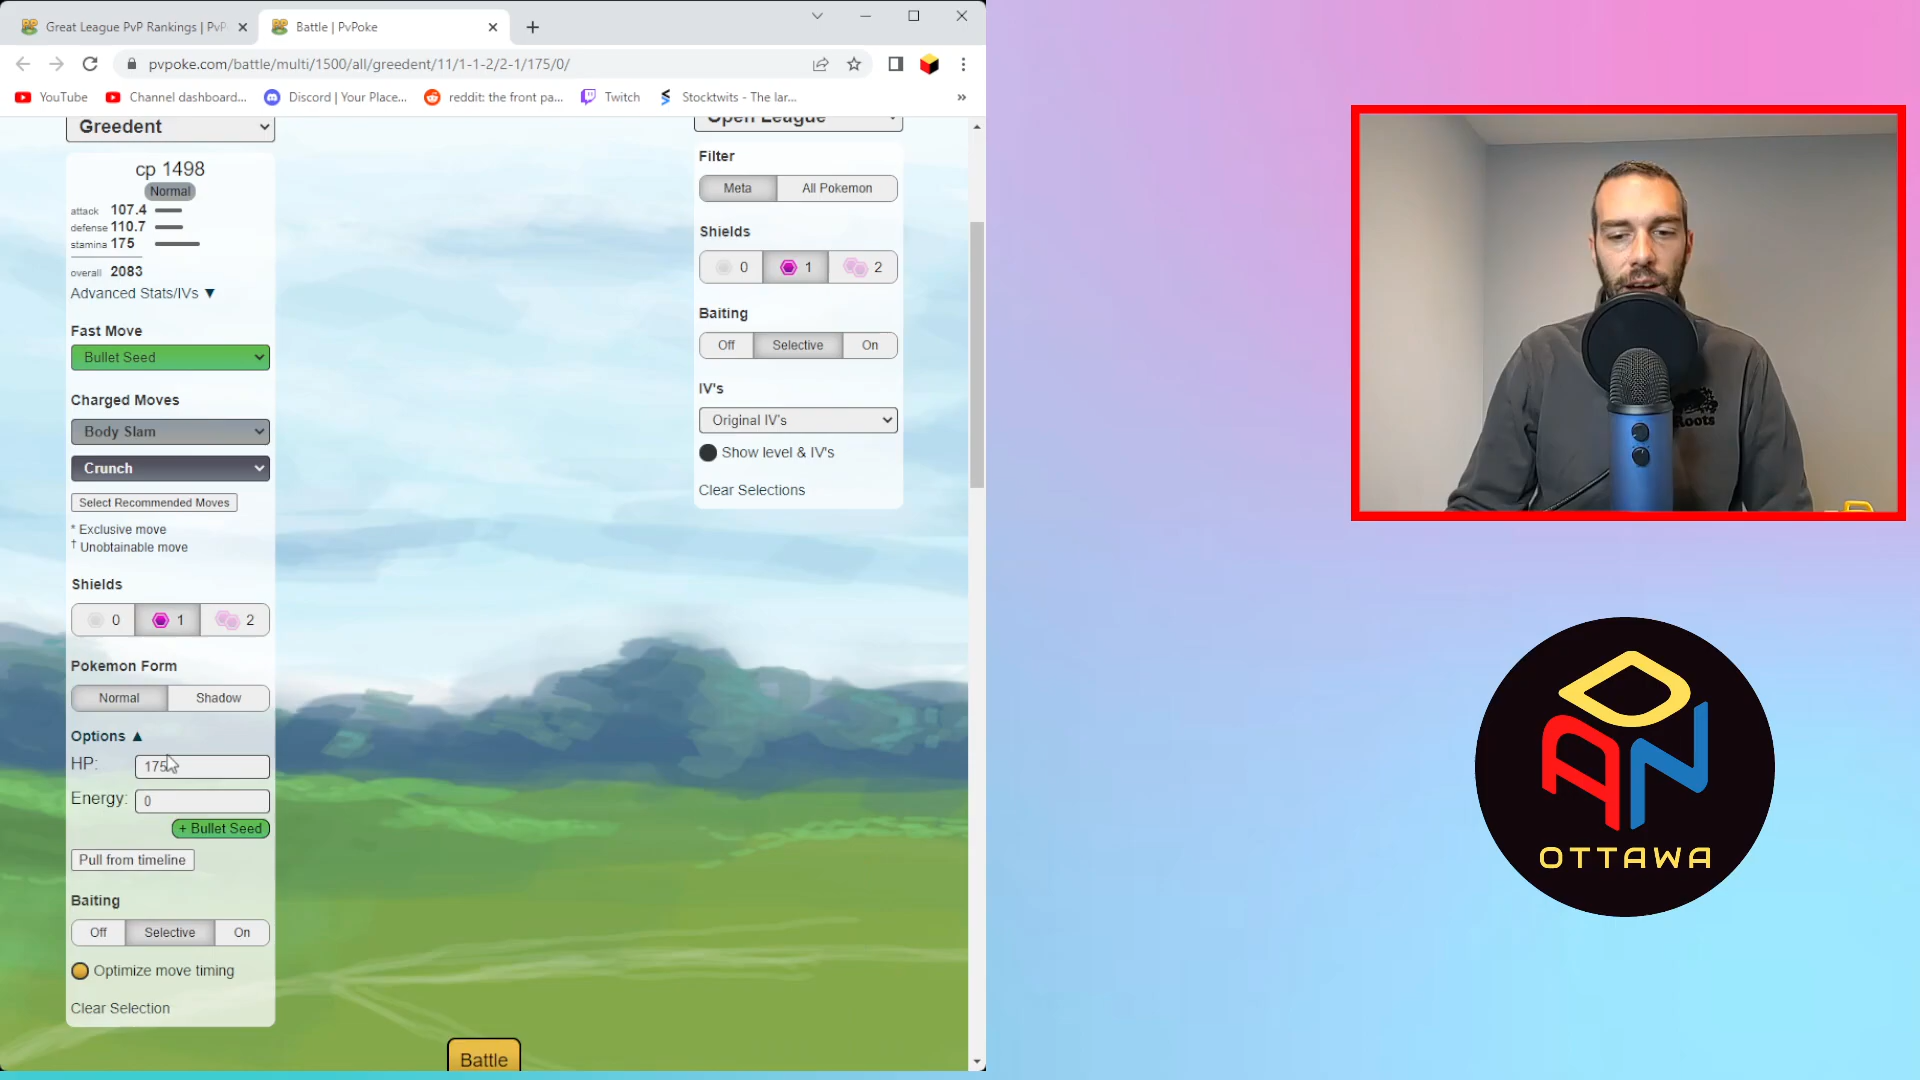 Great League PvP Rankings | PvP
Battle | PvPoke
pvpoke.com/battle/multi/1500/all/greedent/11/1-1-2/2-1/175/0/
YouTube
Channel dashboard...
Discord | Your Place...
reddit: the front pa...
Twitch
Stocktwits - The lar...
»
Greedent
cp 1498
Normal
attack 107.4
defense 110.7
stamina 175
overall 2083
Advanced Stats/IVs ▼
Fast Move
Bullet Seed
Charged Moves
Body Slam
Crunch
Select Recommended Moves
* Exclusive move
† Unobtainable move
Shields
0 1 2
Pokemon Form
Normal Shadow
Options ▲
HP: 175
Energy: 0
+ Bullet Seed
Pull from timeline
Baiting
Off Selective On
Optimize move timing
Clear Selection
Battle
Open League
Filter
Meta All Pokemon
Shields
0 1 2
Baiting
Off Selective On
IV's
Original IV's
Show level & IV's
Clear Selections
Roots
DAN
OTTAWA